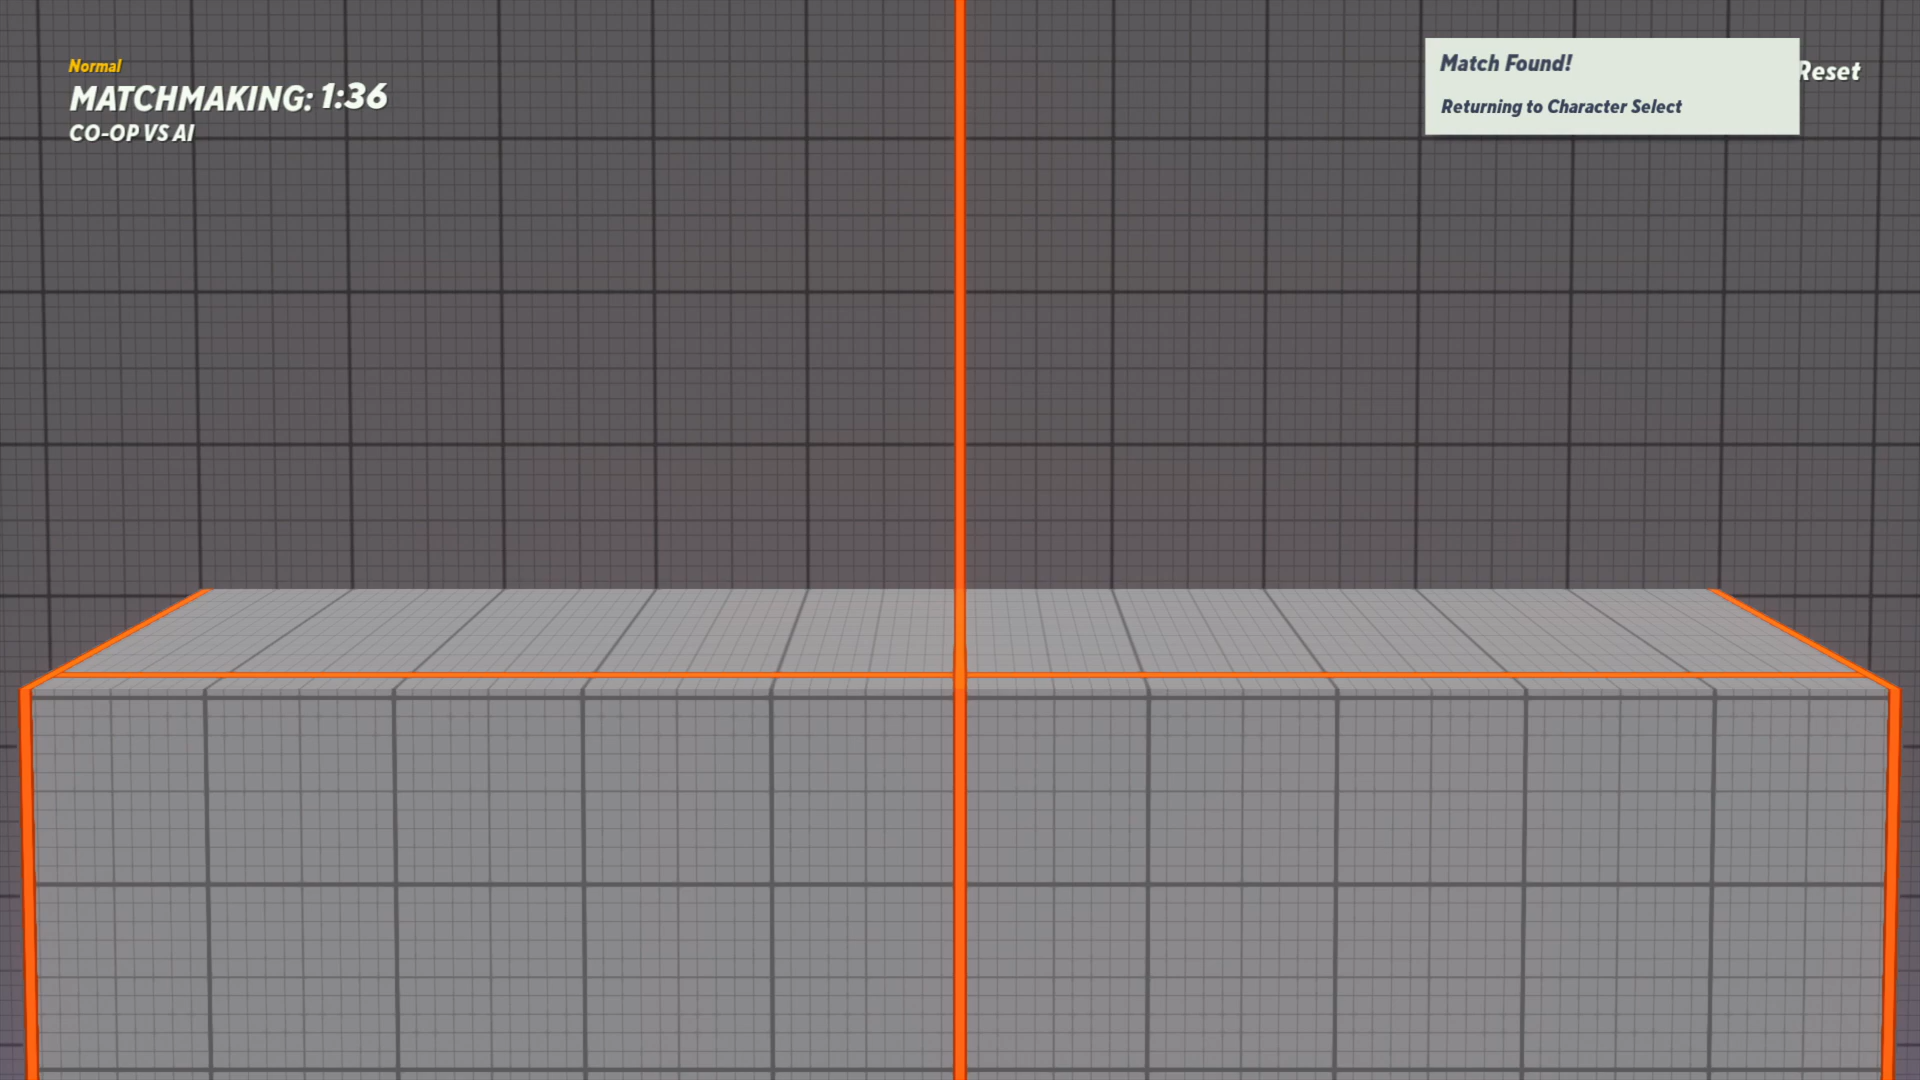 Normal
MATCHMAKING: 1:36
CO-OP VS AI
Match Found!
Returning to Character Select
Reset